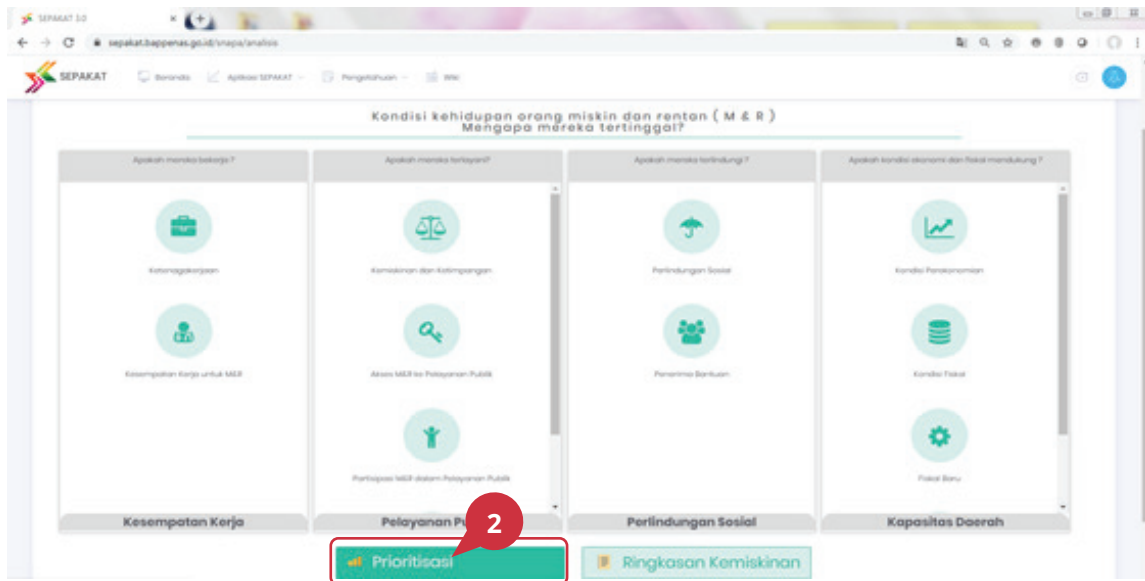 SEPAKAT 3.0
sepakat.bappenas.go.id/snapa/analisis
SEPAKAT
Beranda
Aplikasi SEPAKAT
Pengetahuan
Wiki
Kondisi kehidupan orang miskin dan rentan ( M & R )
Mengapa mereka tertinggal?
Apakah mereka bekerja ?
Apakah mereka terlayani?
Apakah mereka terlindungi ?
Apakah kondisi ekonomi dan fiskal mendukung ?
Ketenagakerjaan
Kemiskinan dan Ketimpangan
Perlindungan Sosial
Kondisi Perekonomian
Kesempatan Kerja untuk M&R
Akses M&R ke Pelayanan Publik
Penerima Bantuan
Kondisi Fiskal
Partisipasi M&R dalam Pelayanan Publik
Fiskal Baru
Kesempatan Kerja
Pelayanan Pu
Perlindungan Sosial
Kapasitas Daerah
2
Prioritisasi
Ringkasan Kemiskinan